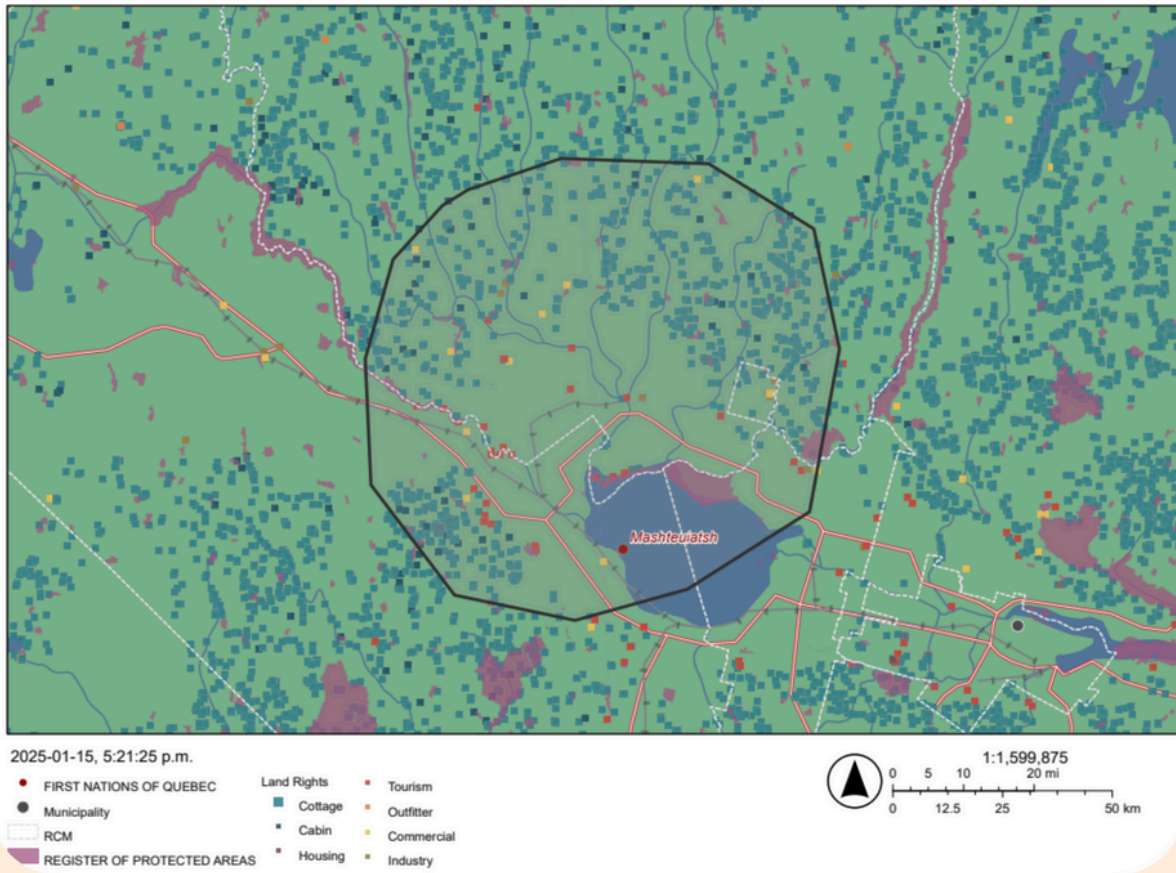 Mashteuiatsh
2025-01-15, 5:21:25 p.m.
FIRST NATIONS OF QUEBEC
Municipality
RCM
REGISTER OF PROTECTED AREAS
Land Rights
Cottage
Cabin
Housing
Tourism
Outfitter
Commercial
Industry
1:1,599,875
0 5 10 20 mi
0 12.5 25 50 km